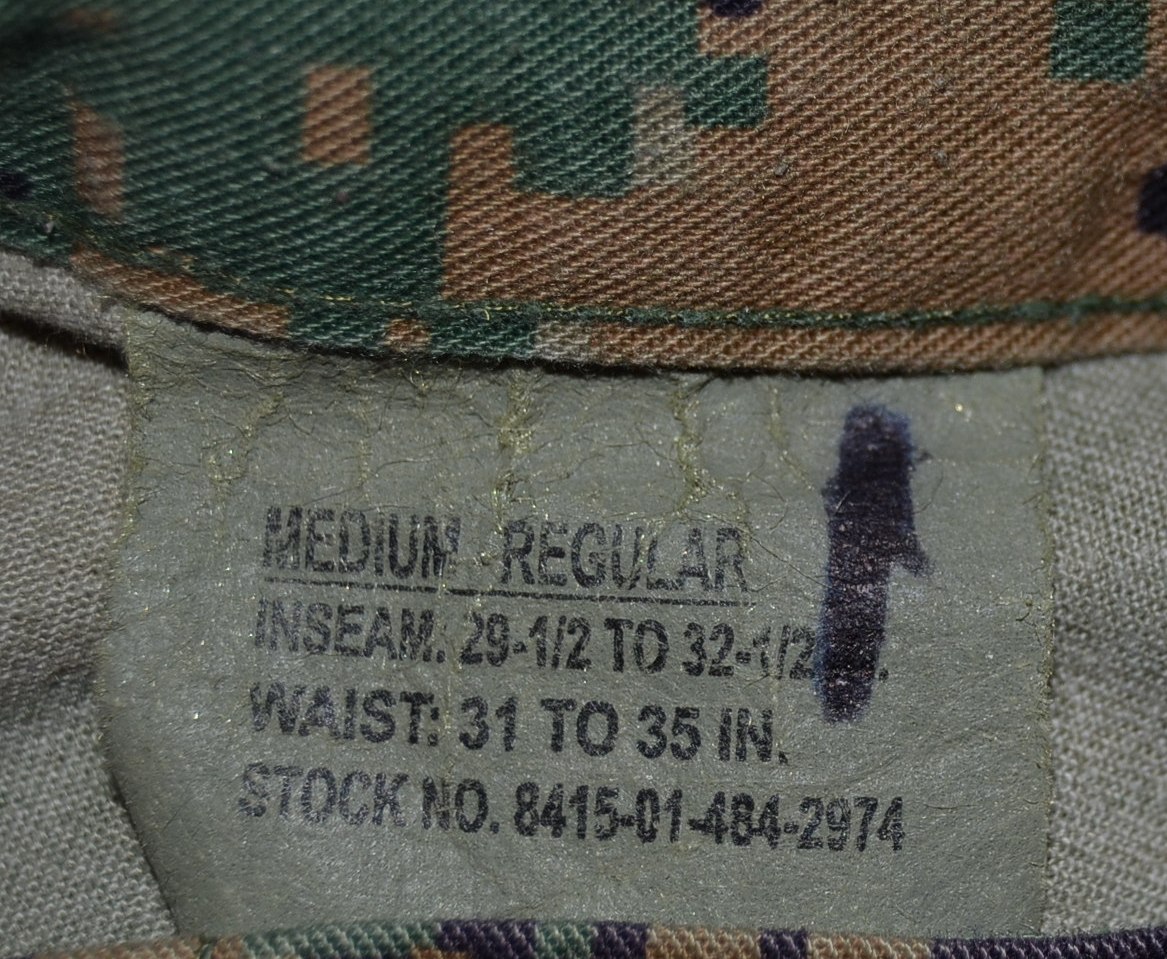 MEDIUM REGULAR
INSEAM: 29-1/2 TO 32-1/2
WAIST: 31 TO 35 IN.
STOCK NO. 8415-01-484-2974